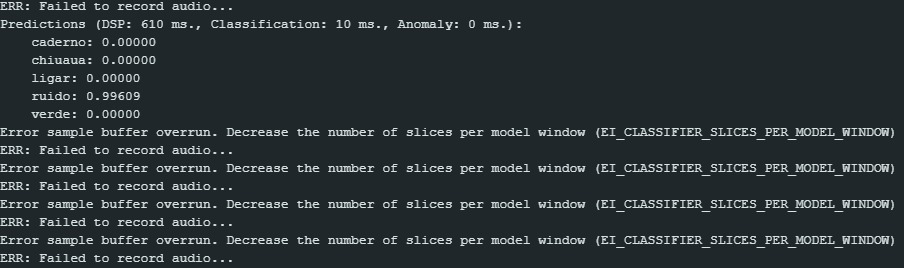 ERR: Failed to record audio...
Predictions (DSP: 610 ms., Classification: 10 ms., Anomaly: 0 ms.):
caderno: 0.00000
chiuaua: 0.00000
ligar: 0.00000
ruido: 0.99609
verde: 0.00000
Error sample buffer overrun. Decrease the number of slices per model window (EI_CLASSIFIER_SLICES_PER_MODEL_WINDOW)
ERR: Failed to record audio...
Error sample buffer overrun. Decrease the number of slices per model window (EI_CLASSIFIER_SLICES_PER_MODEL_WINDOW)
ERR: Failed to record audio...
Error sample buffer overrun. Decrease the number of slices per model window (EI_CLASSIFIER_SLICES_PER_MODEL_WINDOW)
ERR: Failed to record audio...
Error sample buffer overrun. Decrease the number of slices per model window (EI_CLASSIFIER_SLICES_PER_MODEL_WINDOW)
ERR: Failed to record audio...